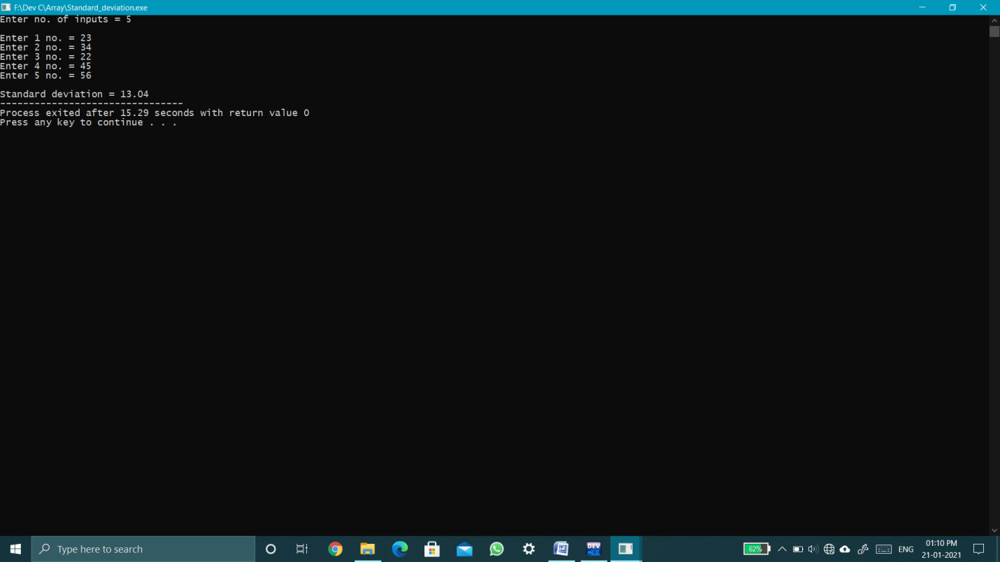 F:\Dev C\Array\Standard_deviation.exe
Enter no. of inputs = 5
Enter 1 no. = 23
Enter 2 no. = 34
Enter 3 no. = 22
Enter 4 no. = 45
Enter 5 no. = 56
Standard deviation = 13.04
--------------------------------
Process exited after 15.29 seconds with return value 0
Press any key to continue . . .
Type here to search
DEV
62%
ENG
01:10 PM
21-01-2021